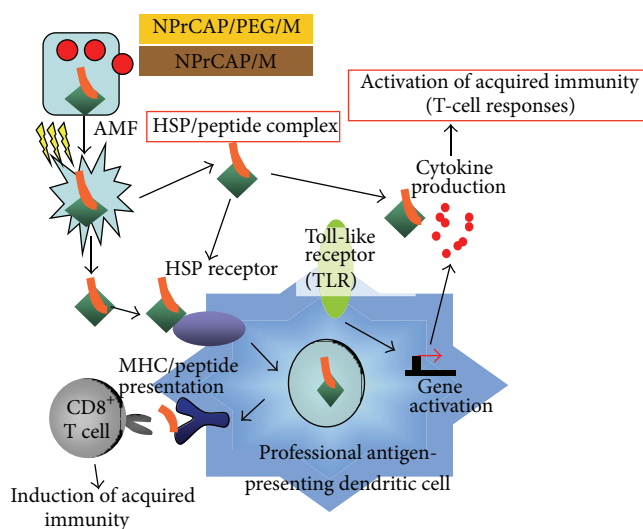 NPrCAP/PEG/M
NPrCAP/M
Activation of acquired immunity
(T-cell responses)
AMF
HSP/peptide complex
Cytokine
production
Toll-like
receptor
(TLR)
HSP receptor
MHC/peptide
presentation
Gene
activation
CD8+
T cell
Professional antigen-
presenting dendritic cell
Induction of acquired
immunity